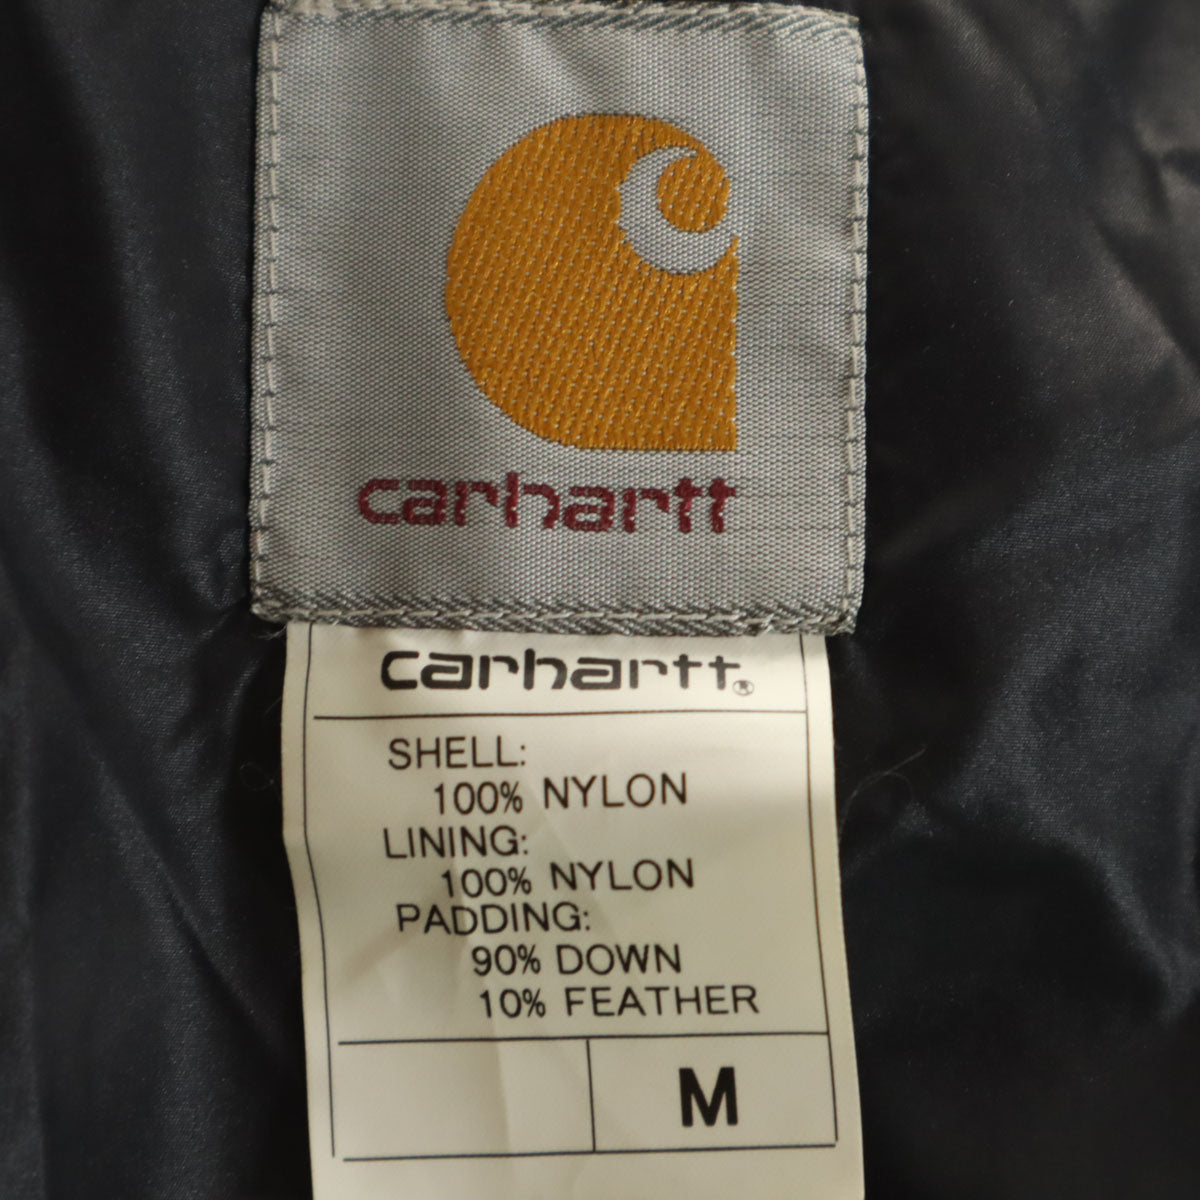 carhartt
carhartt®
SHELL:
100% NYLON
LINING:
100% NYLON
PADDING:
90% DOWN
10% FEATHER
M